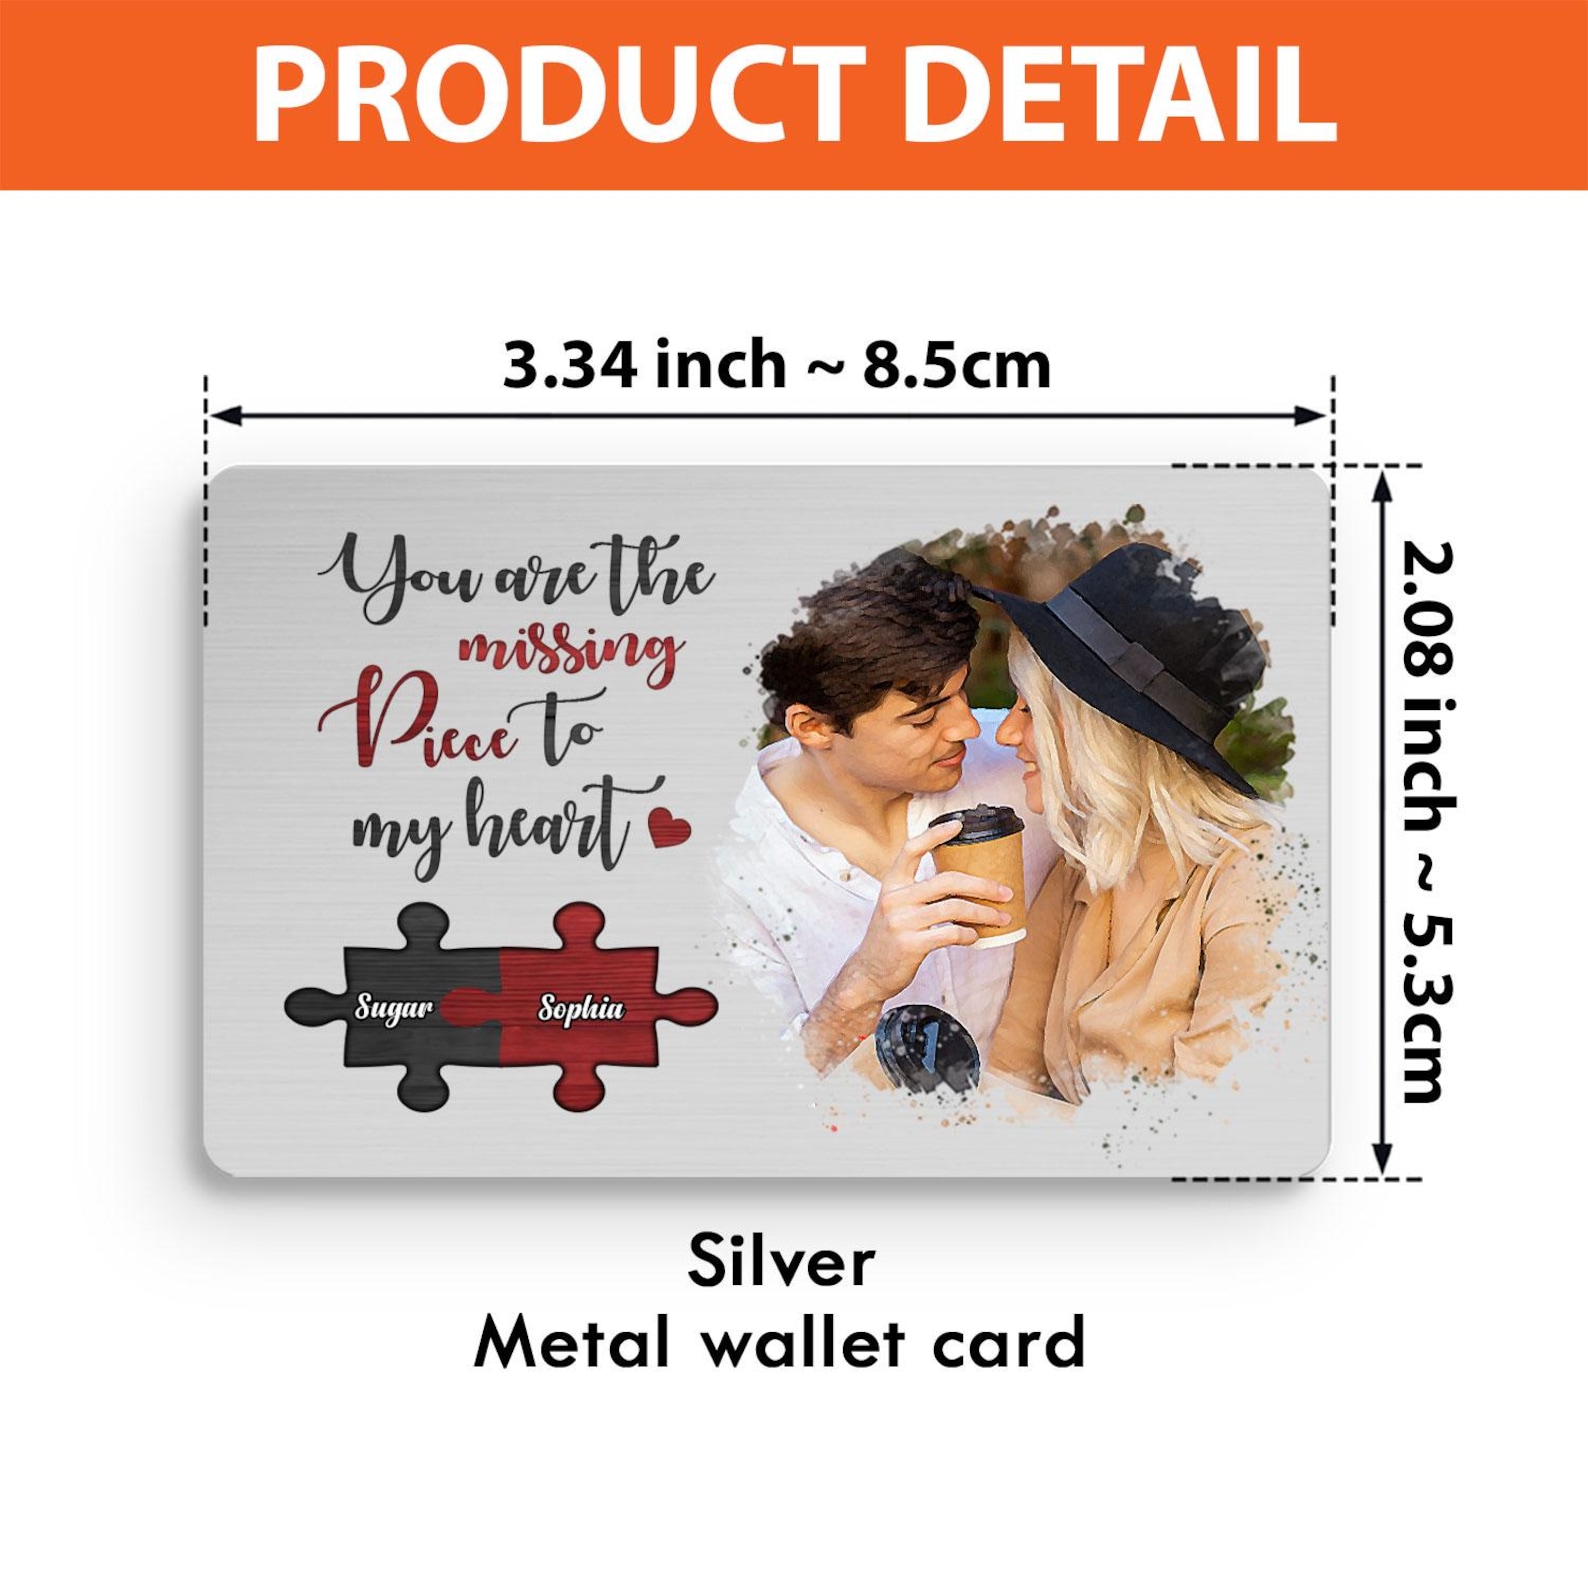 PRODUCT DETAIL
3.34 inch ~ 8.5cm
2.08 inch ~ 5.3cm
You are the
missing
Piece to
my heart
Sugar
Sophia
Silver
Metal wallet card